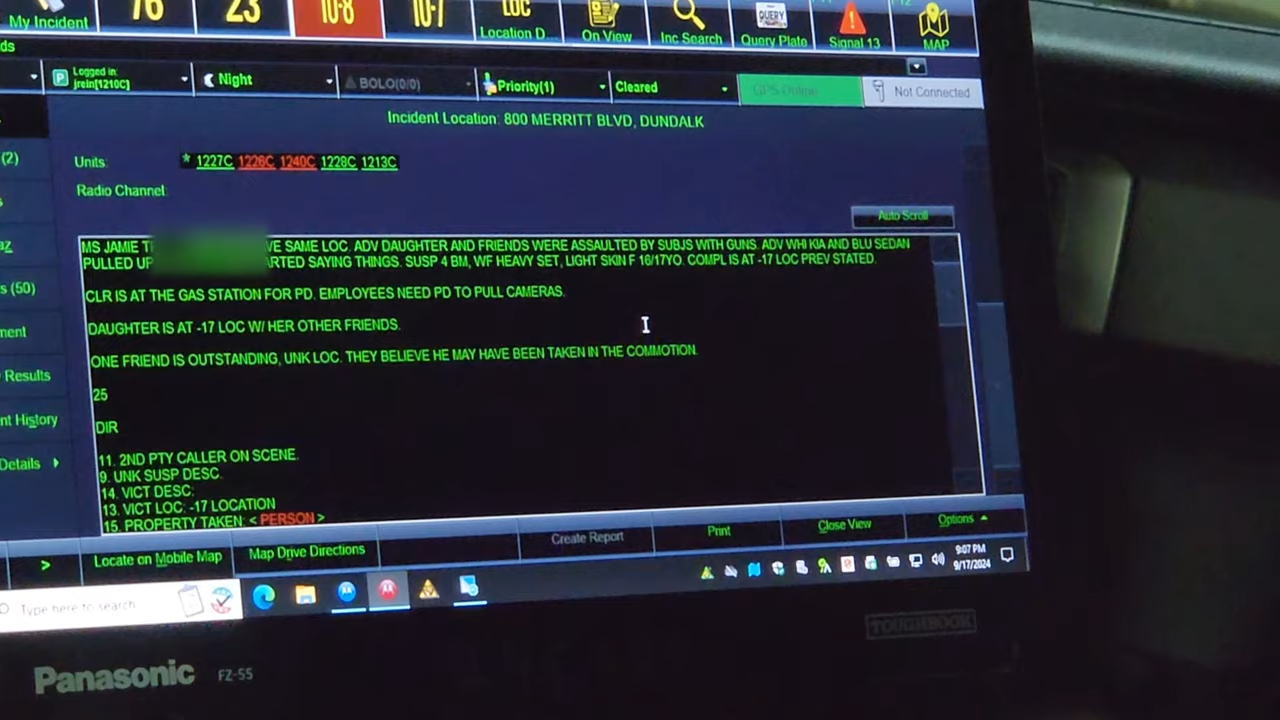 My Incident
76
23
10-8
10-7
LOC
Location D...
On View
Inc Search
QUERY
Query Plate
Signal 13
F12
MAP
ds
Logged in:
jrein[1210C]
Night
BOLO(0/0)
Priority(1)
Cleared
GPS Online
Not Connected
Incident Location: 800 MERRITT BLVD, DUNDALK
(2)
Units:
* 1227C 1226C 1240C 1228C 1213C
Radio Channel
Auto Scroll
az
MS JAMIE VE SAME LOC. ADV DAUGHTER AND FRIENDS WERE ASSAULTED BY SUBJS WITH GUNS. ADV WHI KIA AND BLU SEDAN
PULLED UP ARTED SAYING THINGS. SUSP 4 BM, WF HEAVY SET, LIGHT SKIN F 16/17YO. COMPL IS AT -17 LOC PREV STATED.
s (50)
CLR IS AT THE GAS STATION FOR PD. EMPLOYEES NEED PD TO PULL CAMERAS.
ment
DAUGHTER IS AT -17 LOC W/ HER OTHER FRIENDS.
Results
ONE FRIEND IS OUTSTANDING, UNK LOC. THEY BELIEVE HE MAY HAVE BEEN TAKEN IN THE COMMOTION.
25
nt History
DIR
Details
11. 2ND PTY CALLER ON SCENE.
9. UNK SUSP DESC.
14. VICT DESC:
13. VICT LOC: -17 LOCATION
15. PROPERTY TAKEN: < PERSON >
>
Locate on Mobile Map
Map Drive Directions
Create Report
Print
Close View
Options
Type here to search
9:07 PM
9/17/2024
TOUGHBOOK
Panasonic
FZ-55